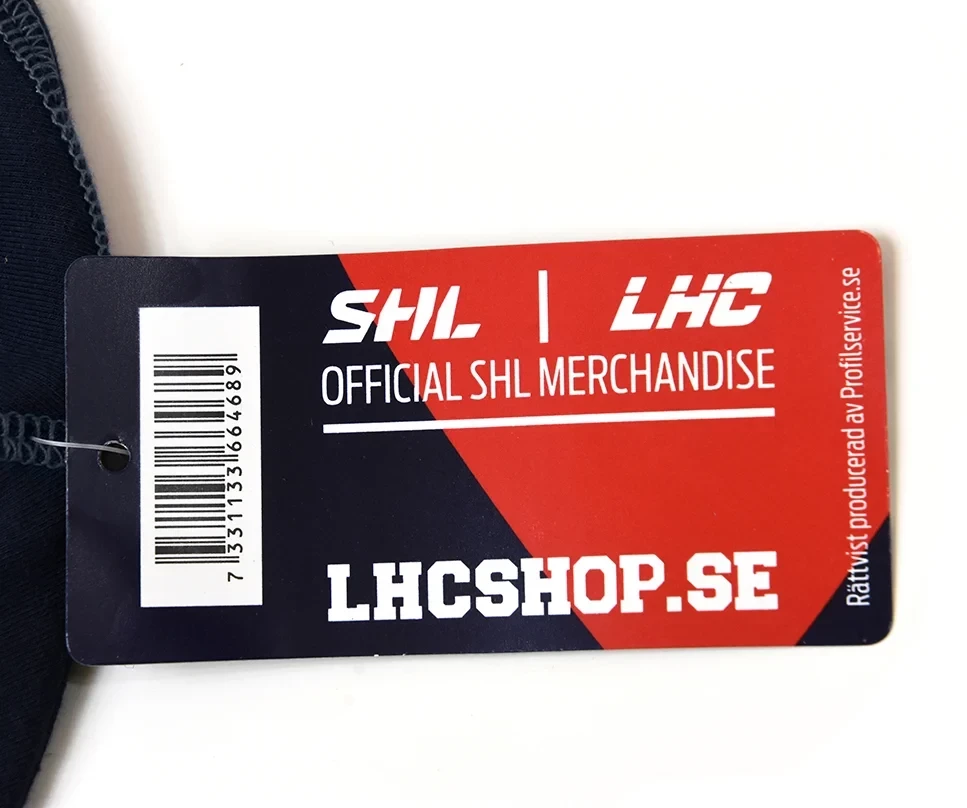 SHL | LHC
OFFICIAL SHL MERCHANDISE
LHCSHOP.SE
7 331133 664689
Rättvist producerad av Profilservice.se